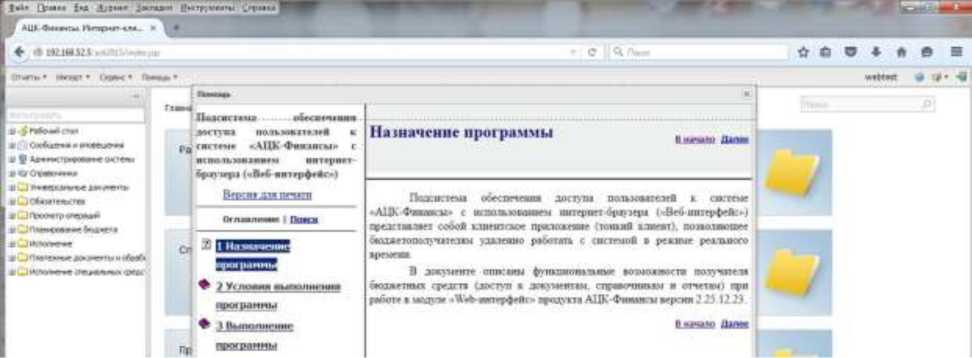 Файл Правка Вид Журнал Закладки Инструменты Справка
АЦК-Финансы. Интернет-кли...
192.168.52.5
Поиск
Отчеты Импорт Сервис Помощь
webtest
Помощь
Главн
Поиск
Рабочий стол
Сообщения и оповещения
Администрирование системы
Справочники
Универсальные документы
Обязательства
Просмотр операций
Планирование бюджета
Исполнение
Платежные документы и обраб
Исполнение специальных средс
Ра
Сп
Пр
Подсистема обеспечения
доступа пользователей к
системе «АЦК-Финансы» с
использованием интернет-
браузера («Веб-интерфейс»)
Версия для печати
Оглавление | Поиск
1 Назначение
программы
2 Условия выполнения
программы
3 Выполнение
программы
Назначение программы
В начало Далее
Подсистема обеспечения доступа пользователей к системе
«АЦК-Финансы» с использованием интернет-браузера («Веб-интерфейс»)
представляет собой клиентское приложение (тонкий клиент), позволяющее
бюджетополучателям удаленно работать с системой в режиме реального
времени.
В документе описаны функциональные возможности получателя
бюджетных средств (доступ к документам, справочникам и отчетам) при
работе в модуле «Web-интерфейс» продукта АЦК-Финансы версии 2.25.12.23.
В начало Далее